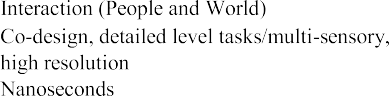 Interaction (People and World)
Co-design, detailed level tasks/multi-sensory,
high resolution
Nanoseconds